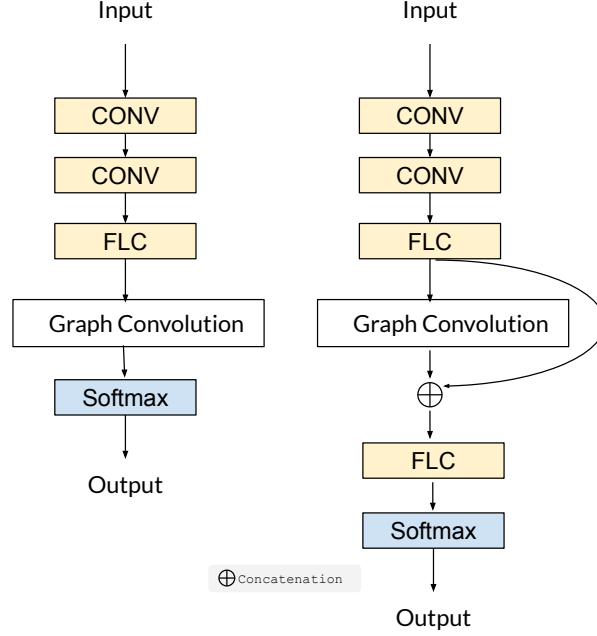 Input
CONV
CONV
FLC
Graph Convolution
Softmax
Output
Input
CONV
CONV
FLC
Graph Convolution
FLC
Softmax
Output
⊕Concatenation